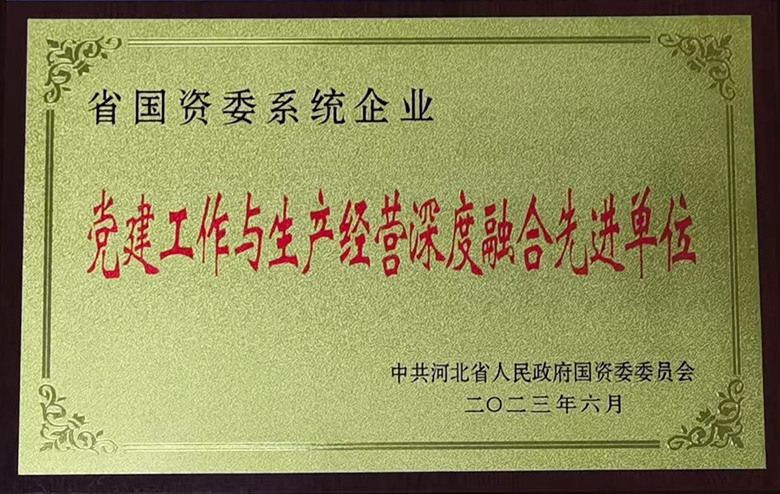 省国资委系统企业
党建工作与生产经营深度融合先进单位
中共河北省人民政府国资委委员会
二〇二三年六月